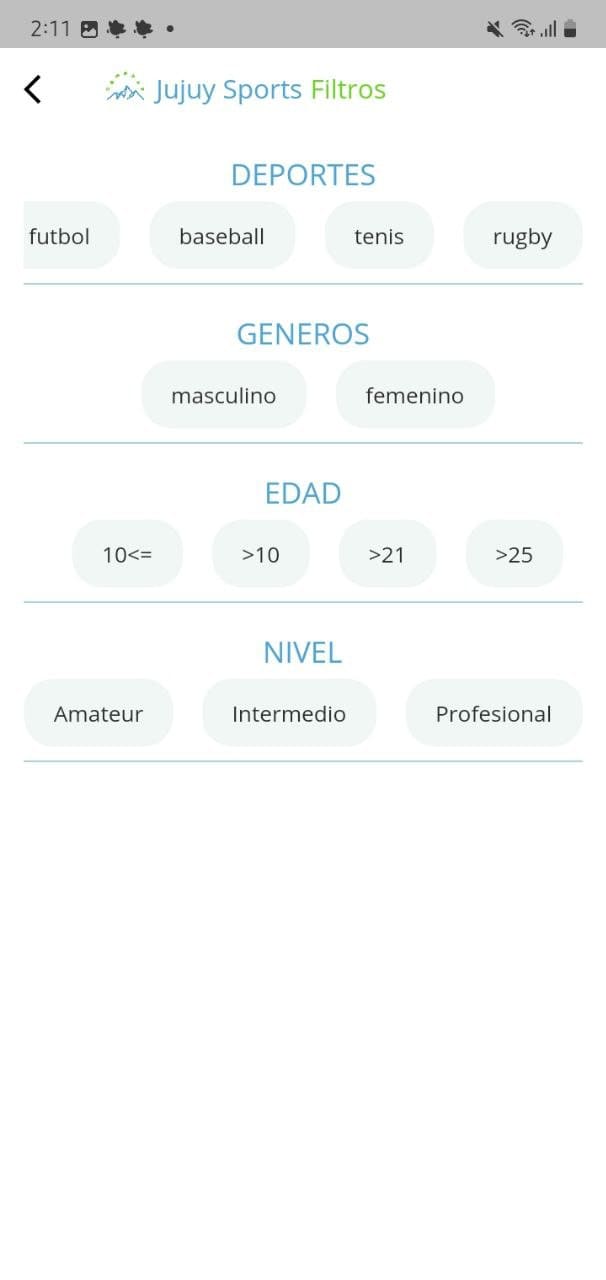 2:11
Jujuy Sports Filtros
DEPORTES
futbol baseball tenis rugby
GENEROS
masculino femenino
EDAD
10<= >10 >21 >25
NIVEL
Amateur Intermedio Profesional